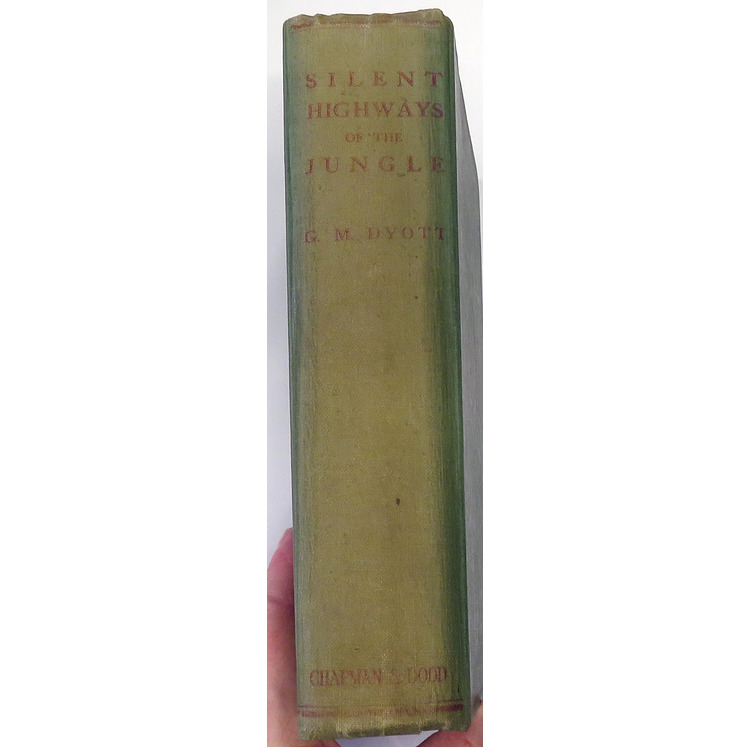 SILENT
HIGHWAYS
OF THE
JUNGLE
G. M. DYOTT
CHAPMAN & DODD